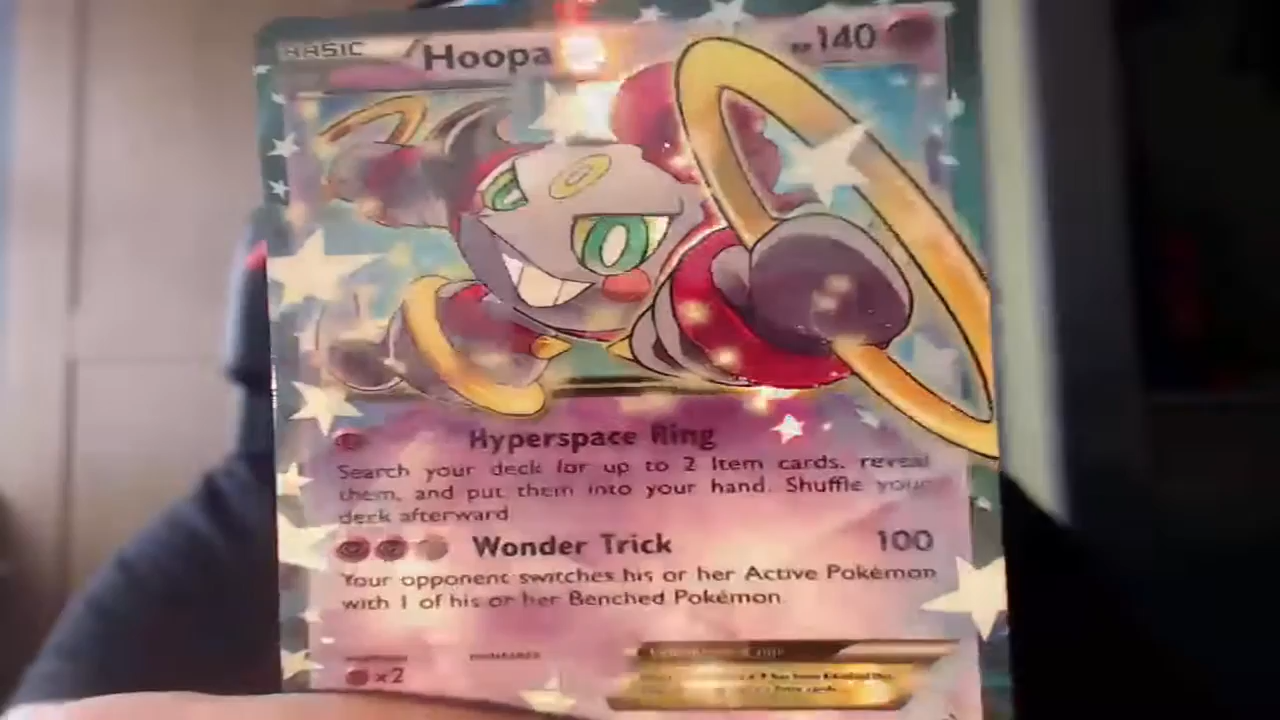 BASIC Hoopa HP 140
Hyperspace Ring
Search your deck for up to 2 Item cards, reveal
them, and put them into your hand. Shuffle your
deck afterward
Wonder Trick 100
Your opponent switches his or her Active Pokémon
with 1 of his or her Benched Pokémon.
×2